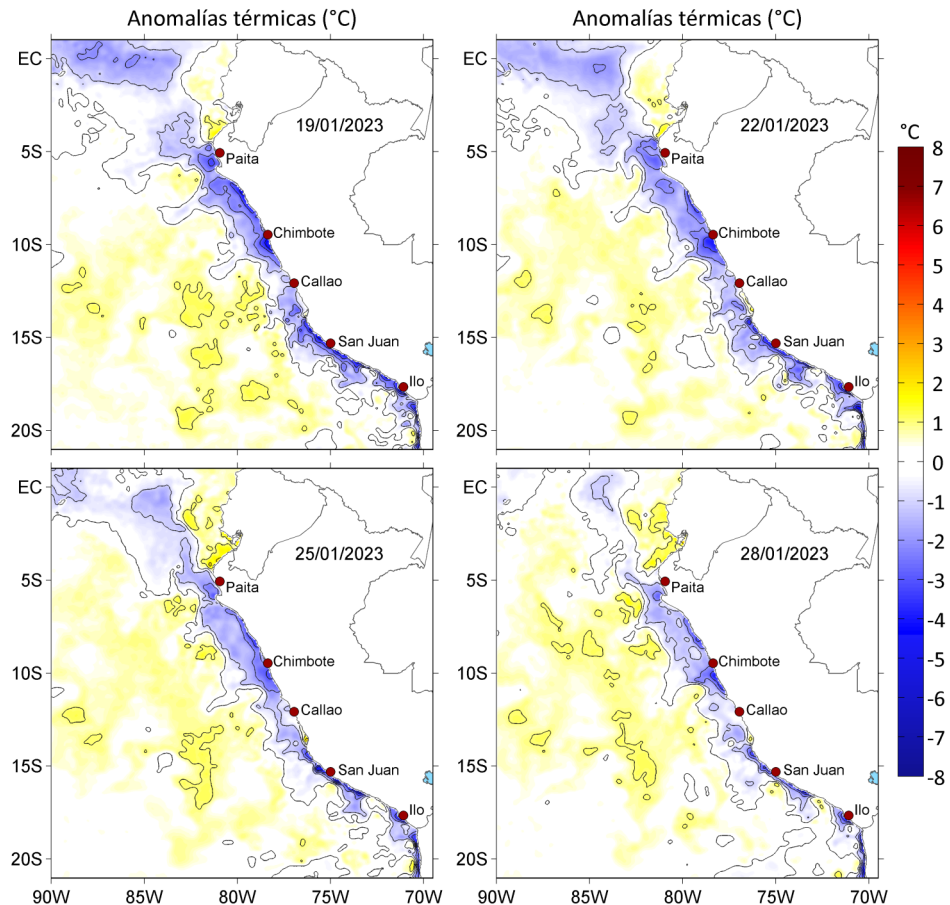 Anomalías térmicas (°C)
Anomalías térmicas (°C)
EC
5S
10S
15S
20S
19/01/2023
Paita
Chimbote
Callao
San Juan
Ilo
EC
5S
10S
15S
20S
22/01/2023
Paita
Chimbote
Callao
San Juan
Ilo
EC
5S
10S
15S
20S
25/01/2023
Paita
Chimbote
Callao
San Juan
Ilo
90W 85W 80W 75W 70W
EC
5S
10S
15S
20S
28/01/2023
Paita
Chimbote
Callao
San Juan
Ilo
90W 85W 80W 75W 70W
°C
8
7
6
5
4
3
2
1
0
-1
-2
-3
-4
-5
-6
-7
-8